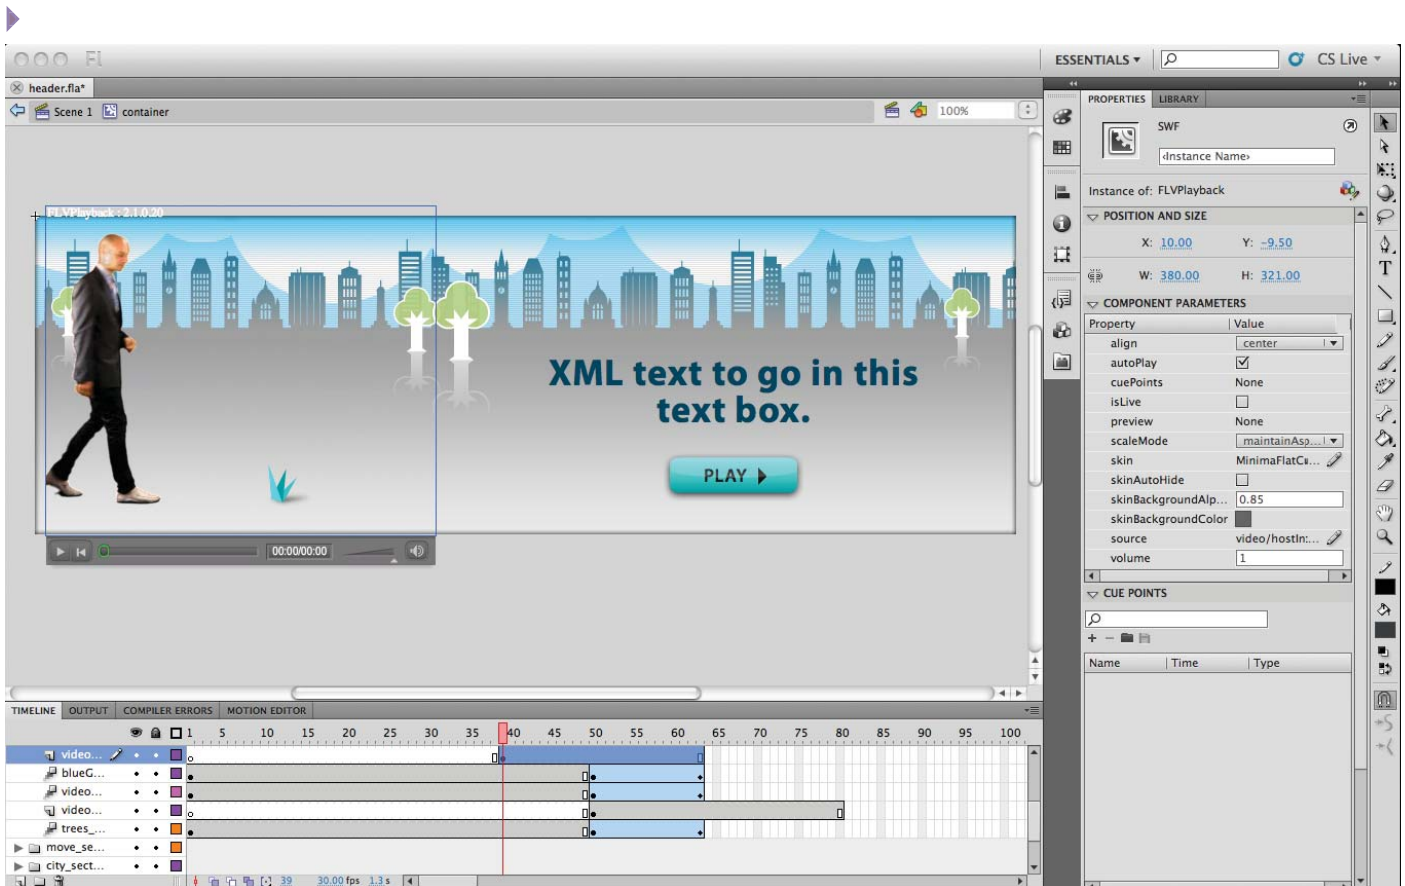 Fl ESSENTIALS CS Live
header.fla*
Scene 1 container 100%
PROPERTIES LIBRARY
SWF
<Instance Name>
Instance of: FLVPlayback
POSITION AND SIZE
X: 10.00 Y: -9.50
W: 380.00 H: 321.00
COMPONENT PARAMETERS
Property Value
align center
autoPlay
cuePoints None
isLive
preview None
scaleMode maintainAsp...
skin MinimaFlatCu...
skinAutoHide
skinBackgroundAlp... 0.85
skinBackgroundColor
source video/hostIn:...
volume 1
CUE POINTS
Name Time Type
FLVPlayback : 2.1.0.20
XML text to go in this
text box.
PLAY
00:00/00:00
TIMELINE OUTPUT COMPILER ERRORS MOTION EDITOR
1 5 10 15 20 25 30 35 40 45 50 55 60 65 70 75 80 85 90 95 100
video...
blueG...
video...
video...
trees_...
move_se...
city_sect...
39 30.00 fps 1.3 s